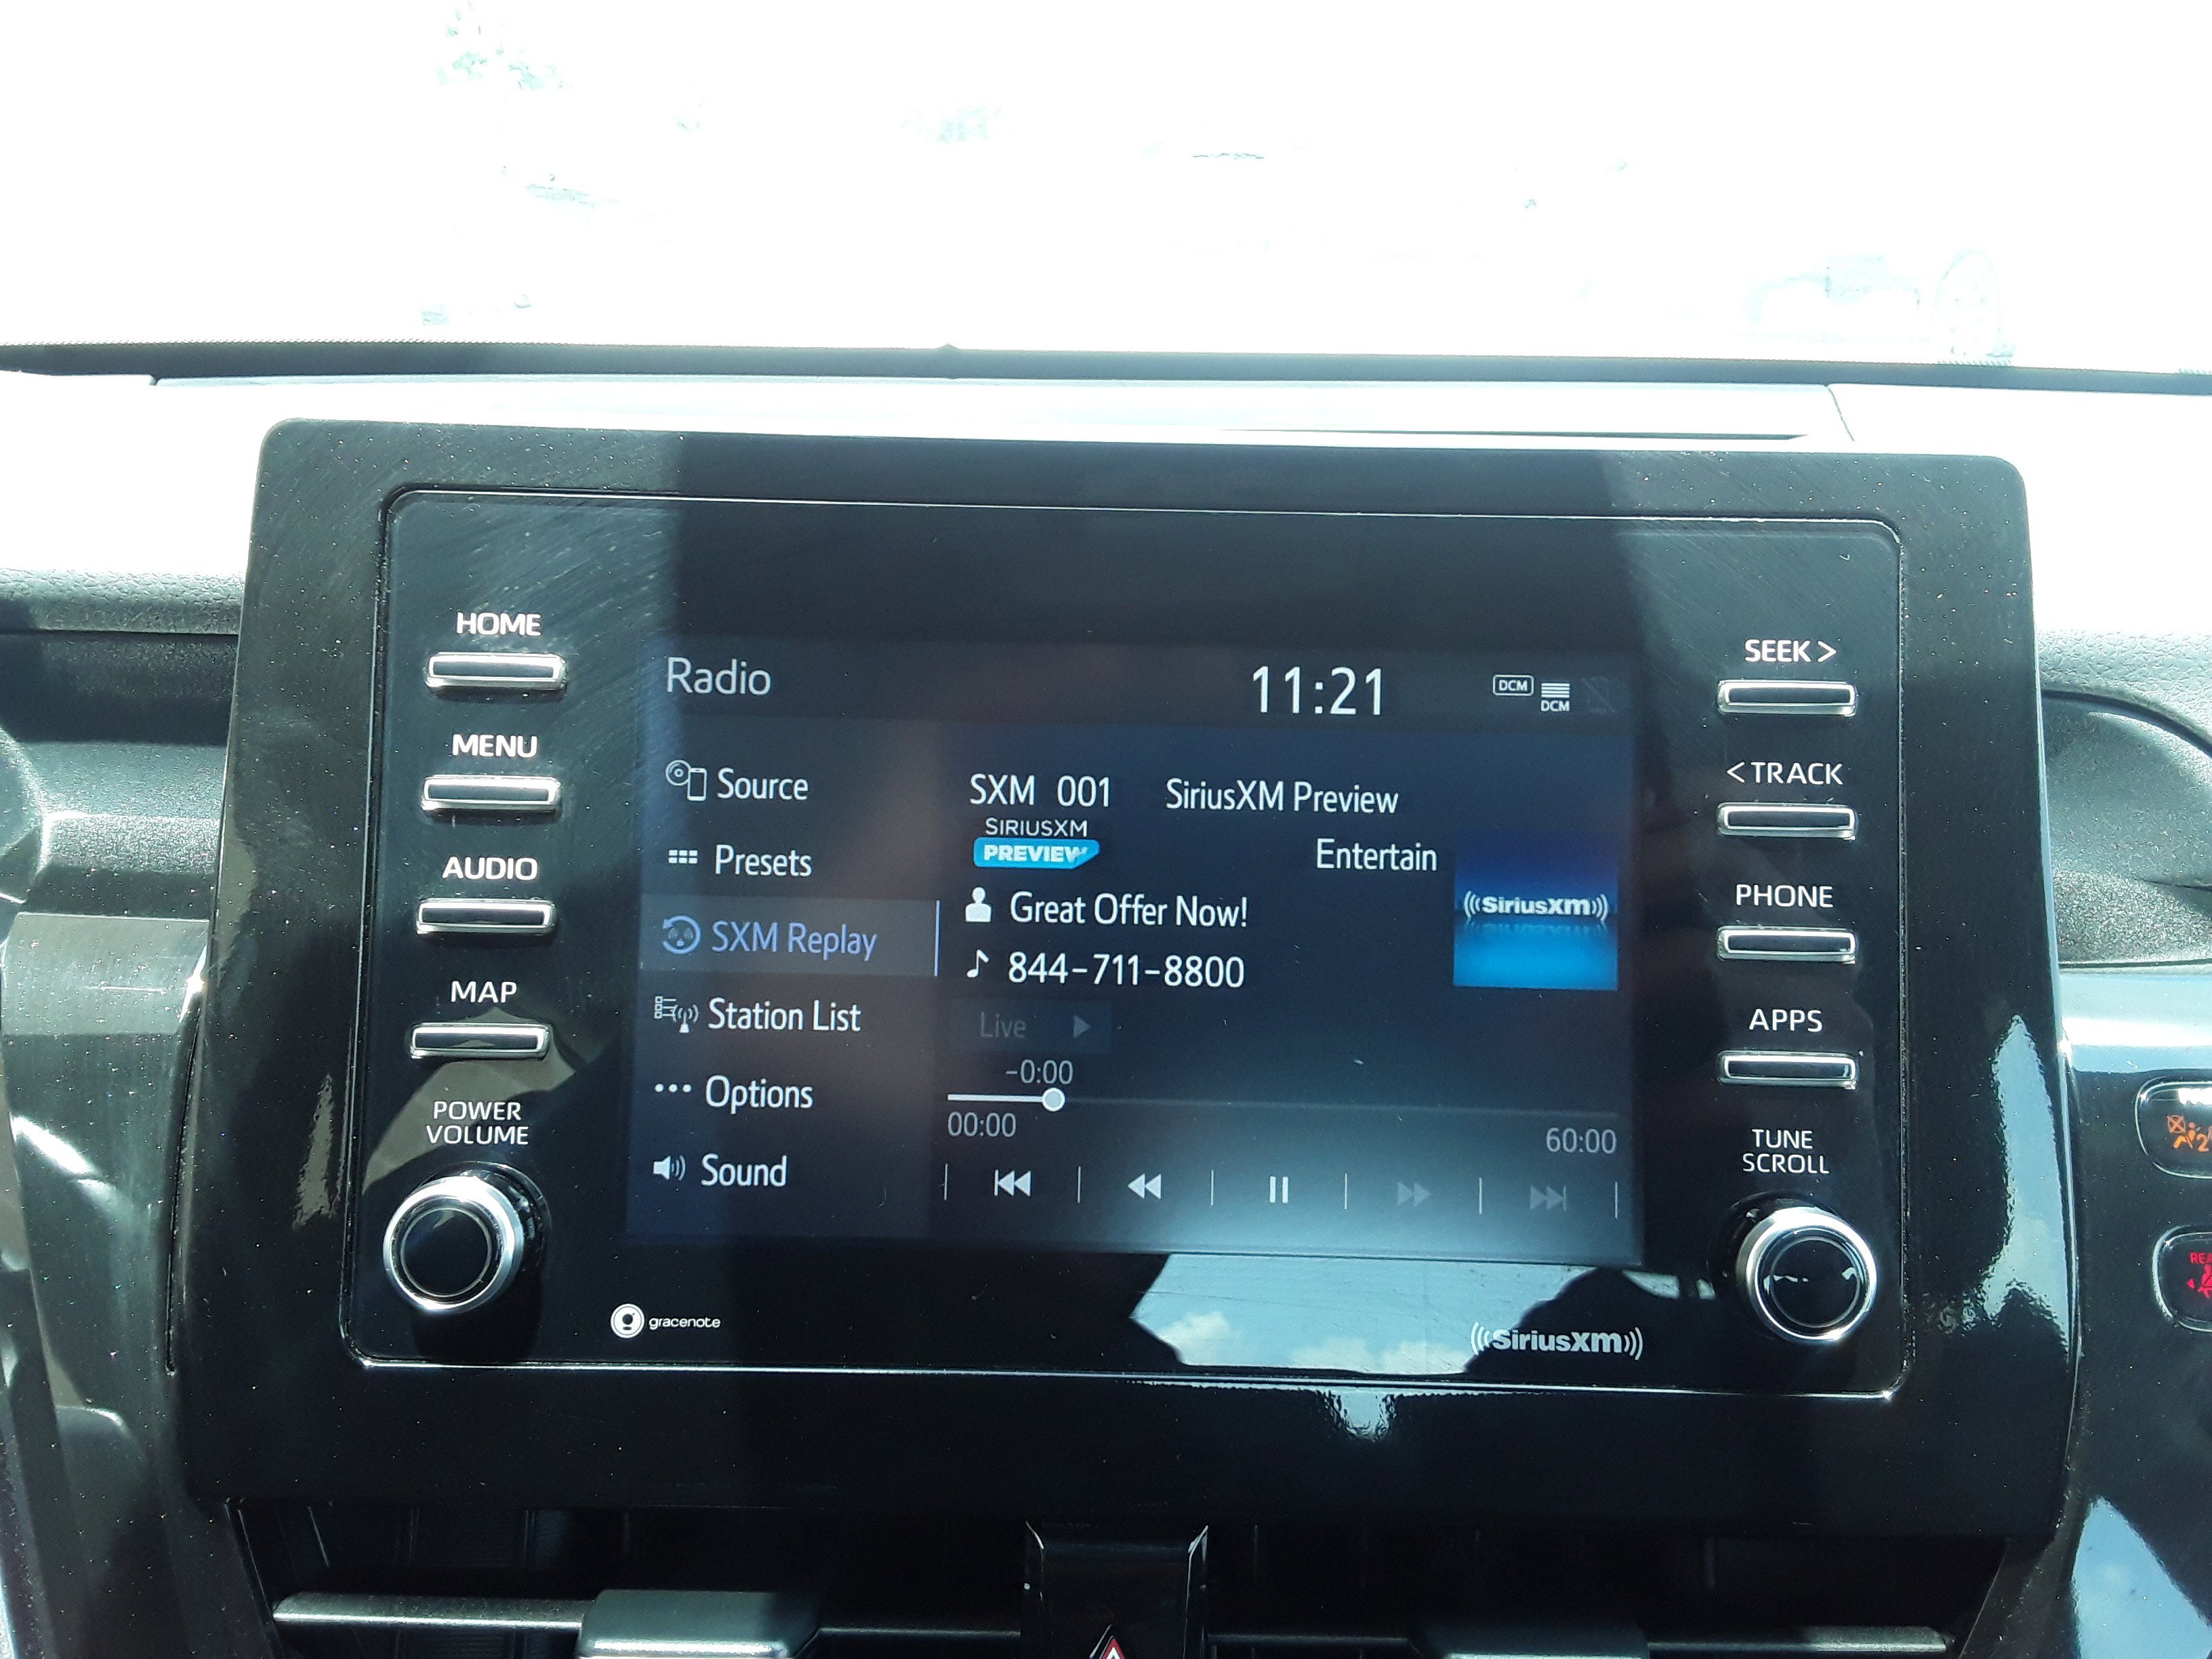 HOME
MENU
AUDIO
MAP
POWER
VOLUME
Radio
11:21
DCM
DCM
Source
Presets
SXM Replay
Station List
Options
Sound
SXM 001 SiriusXM Preview
SIRIUSXM
PREVIEW
Entertain
((SiriusXM))
Great Offer Now!
844-711-8800
Live
-0:00
00:00
60:00
gracenote
((SiriusXM))
SEEK >
< TRACK
PHONE
APPS
TUNE
SCROLL
2